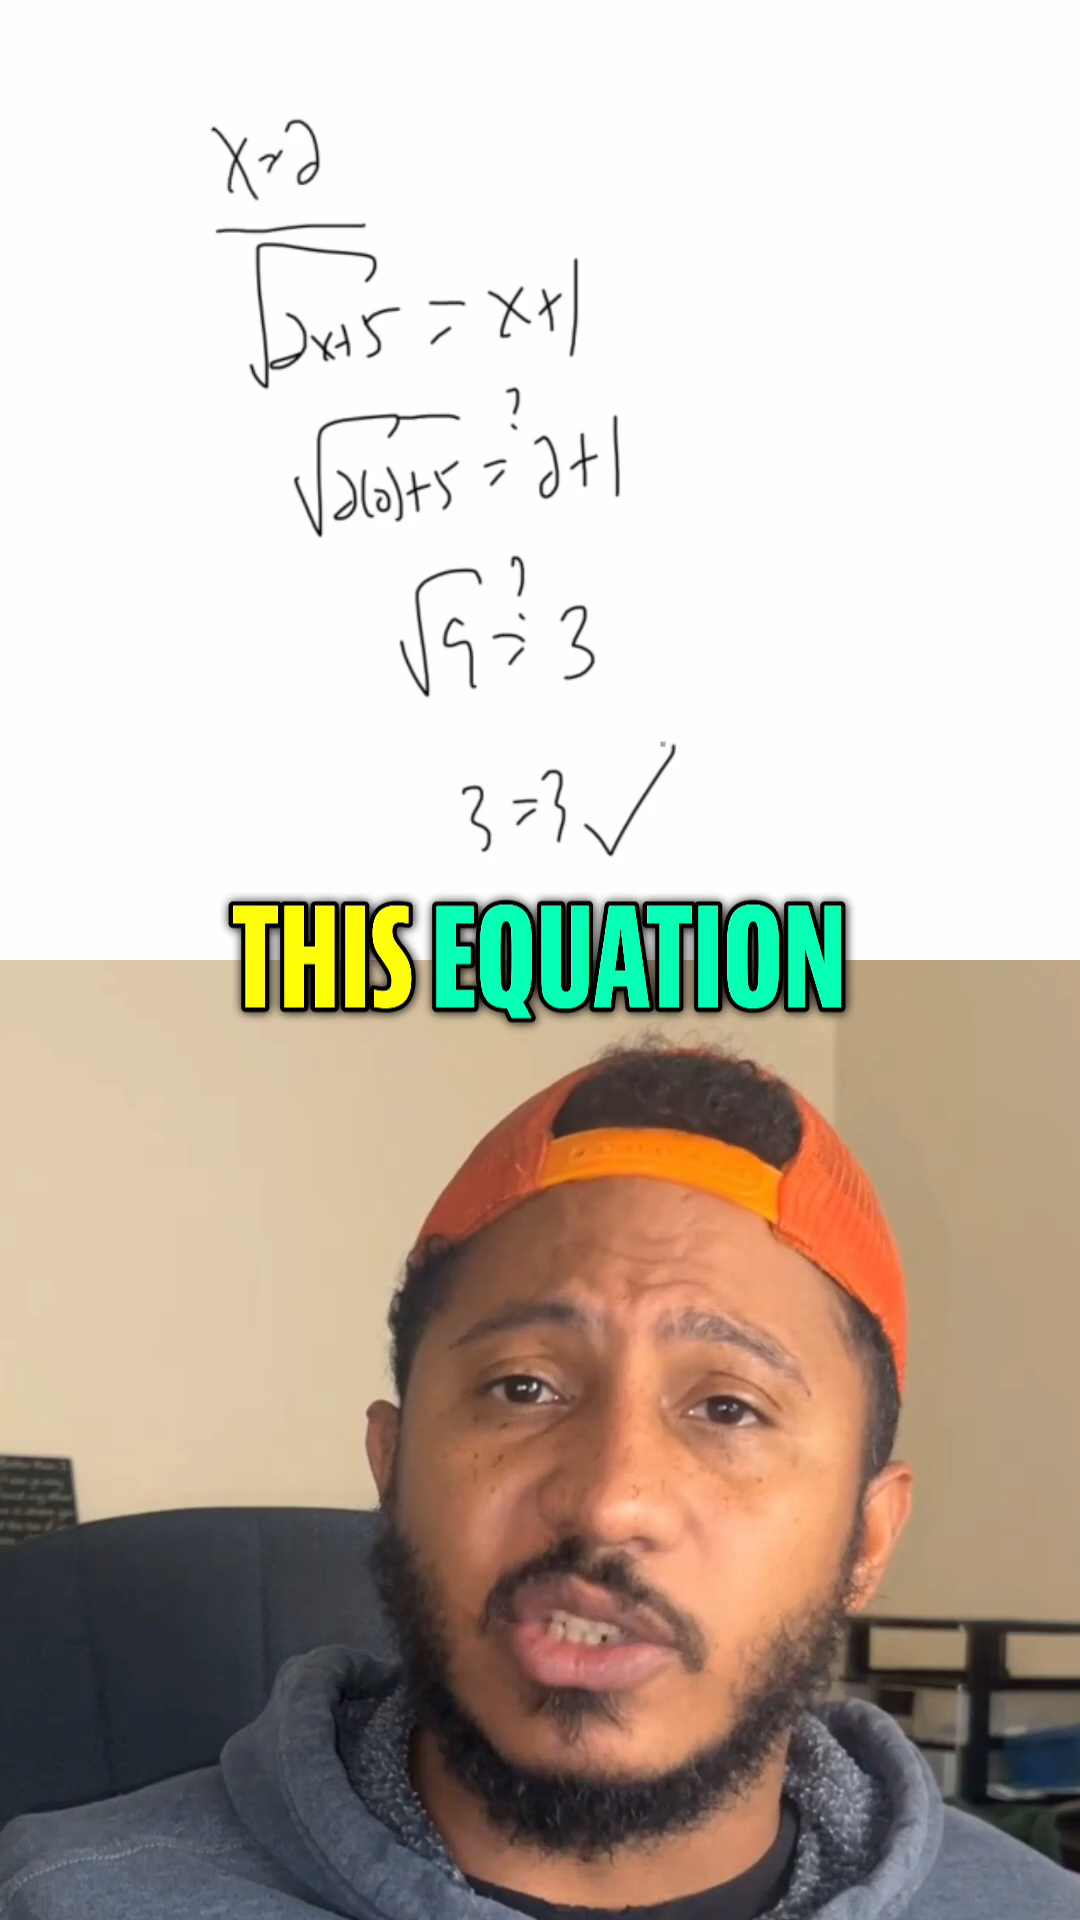 x=2
√2x+5 = x+1
√2(2)+5 ≟ 2+1
√9 ≟ 3
3=3✓
THIS EQUATION